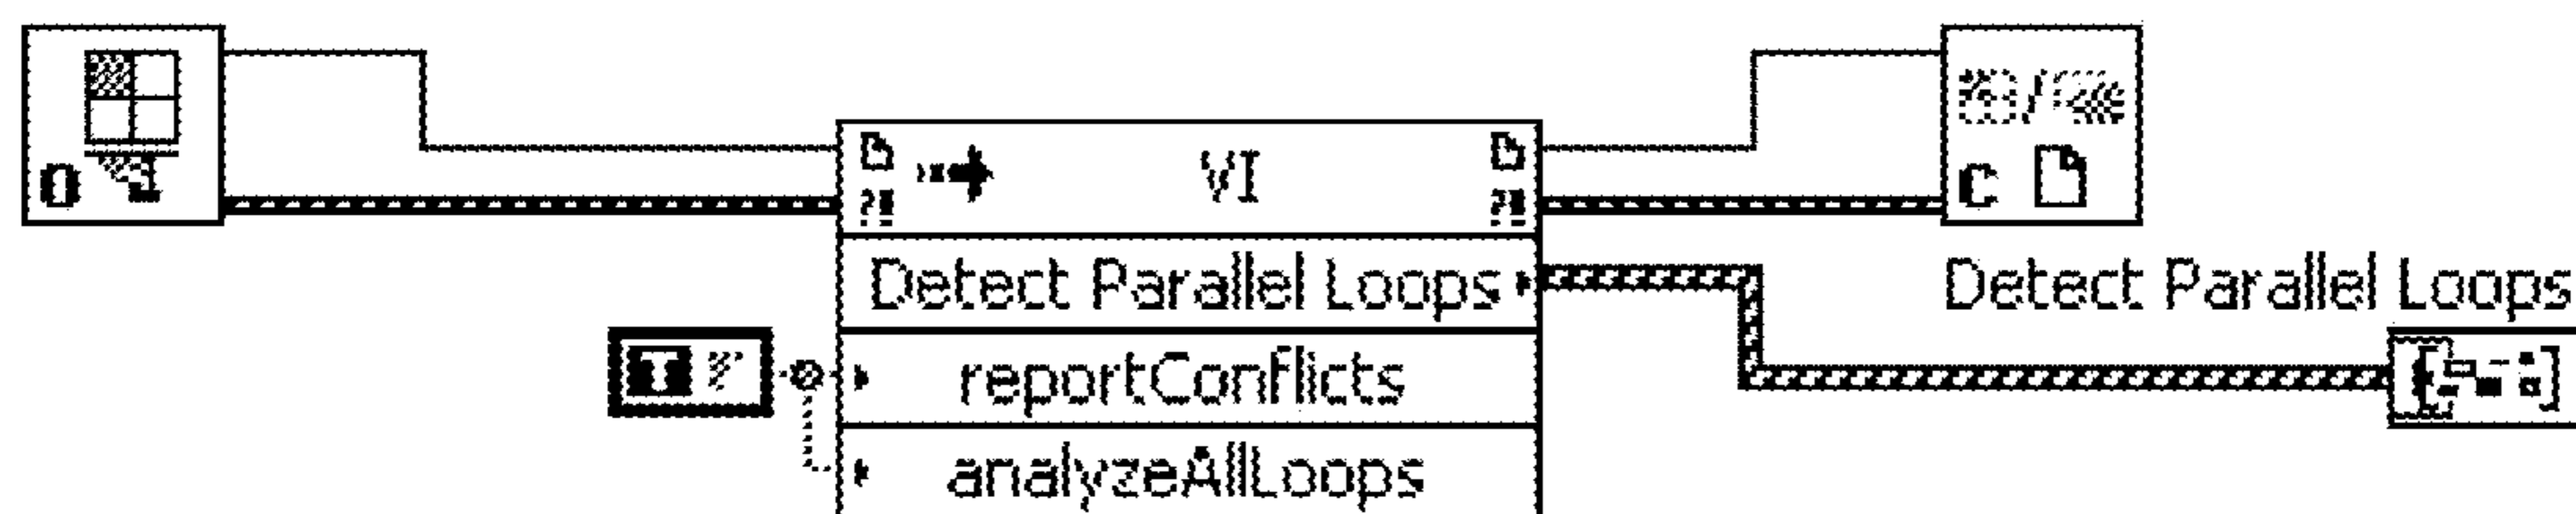 VI
?!
?!
O
C
Detect Parallel Loops
Detect Parallel Loops
T
reportConflicts
analyzeAllLoops